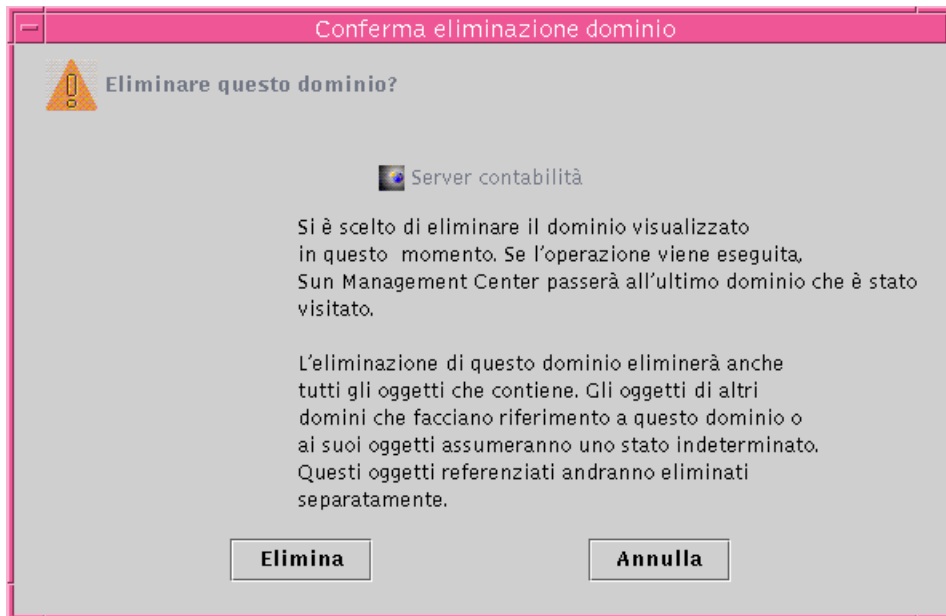 Conferma eliminazione dominio
Eliminare questo dominio?
Server contabilità
Si è scelto di eliminare il dominio visualizzato
in questo  momento. Se l'operazione viene eseguita,
Sun Management Center passerà all'ultimo dominio che è stato
visitato.
L'eliminazione di questo dominio eliminerà anche
tutti gli oggetti che contiene. Gli oggetti di altri
domini che facciano riferimento a questo dominio o
ai suoi oggetti assumeranno uno stato indeterminato.
Questi oggetti referenziati andranno eliminati
separatamente.
Elimina
Annulla